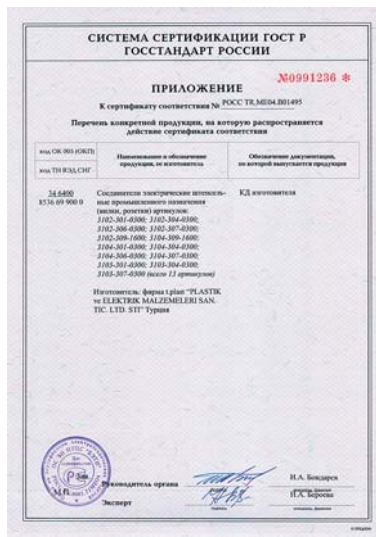 СИСТЕМА СЕРТИФИКАЦИИ ГОСТ Р
ГОССТАНДАРТ РОССИИ
№0991236 *
ПРИЛОЖЕНИЕ
К сертификату соответствия № РОСС TR.МЕ04.В01495
Перечень конкретной продукции, на которую распространяется
действие сертификата соответствия
код ОК 005 (ОКП)
код ТН ВЭД СНГ
Наименование и обозначение
продукции, ее изготовитель
Обозначение документации,
по которой выпускается продукция
34 6400
8536 69 900 0
Соединители электрические штепсель-
ные промышленного назначения
(вилки, розетки) артикулов:
3102-301-0300; 3102-304-0300;
3102-306-0300; 3102-307-0300;
3102-309-1600; 3104-309-1600;
3104-301-0300; 3104-304-0300;
3104-306-0300; 3104-307-0300;
3103-301-0300; 3103-304-0300;
3103-307-0300 (всего 13 артикулов)
КД изготовителя
Изготовитель: фирма t.plast "PLASTIK
ve ELEKTRIK MALZEMELERI SAN.
TIC. LTD. STI" Турция
М.П.
Руководитель органа
Н.А. Бондарев
Эксперт
П.А. Бероева